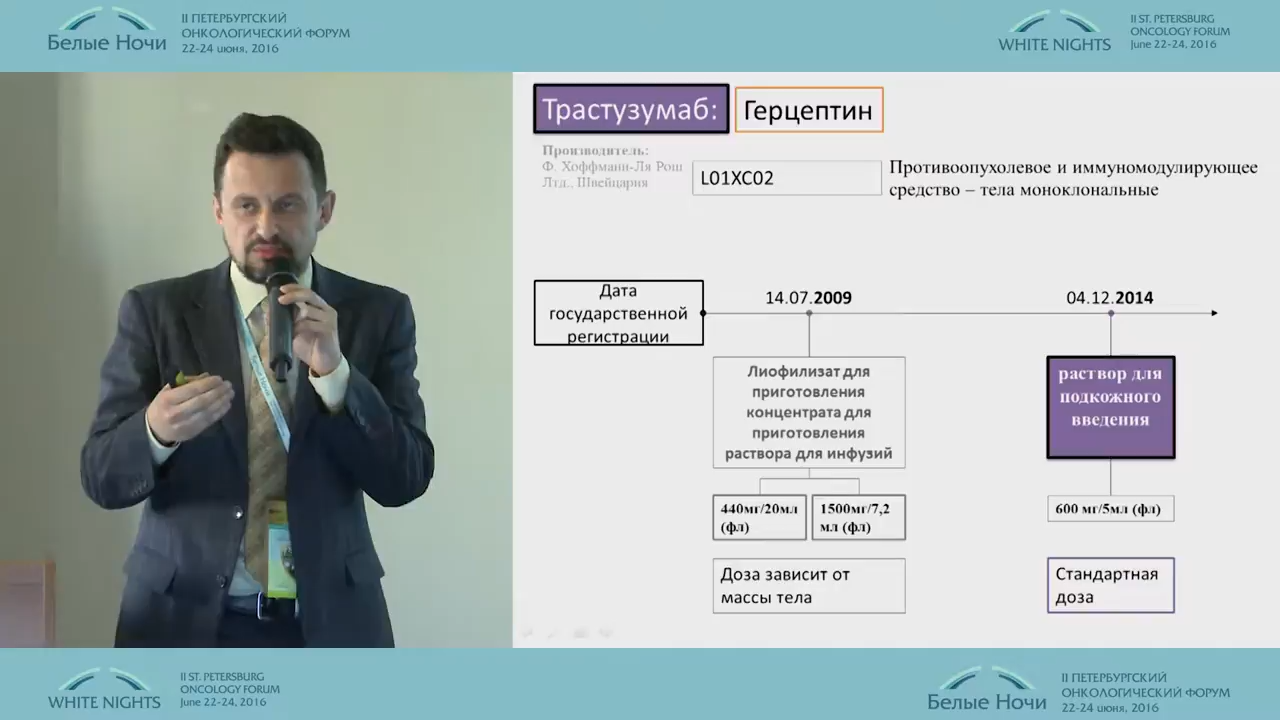 Белые Ночи
II ПЕТЕРБУРГСКИЙ
ОНКОЛОГИЧЕСКИЙ ФОРУМ
22-24 июня, 2016
WHITE NIGHTS
II ST. PETERSBURG
ONCOLOGY FORUM
June 22-24, 2016
Трастузумаб:
Герцептин
Производитель:
Ф. Хоффманн-Ля Рош
Лтд., Швейцария
L01XC02
Противоопухолевое и иммуномодулирующее
средство – тела моноклональные
Дата
государственной
регистрации
14.07.2009
04.12.2014
Лиофилизат для
приготовления
концентрата для
приготовления
раствора для инфузий
раствор для
подкожного
введения
440мг/20мл
(фл)
1500мг/7,2
мл (фл)
600 мг/5мл (фл)
Доза зависит от
массы тела
Стандартная
доза
WHITE NIGHTS
II ST. PETERSBURG
ONCOLOGY FORUM
June 22-24, 2016
Белые Ночи
II ПЕТЕРБУРГСКИЙ
ОНКОЛОГИЧЕСКИЙ ФОРУМ
22-24 июня, 2016